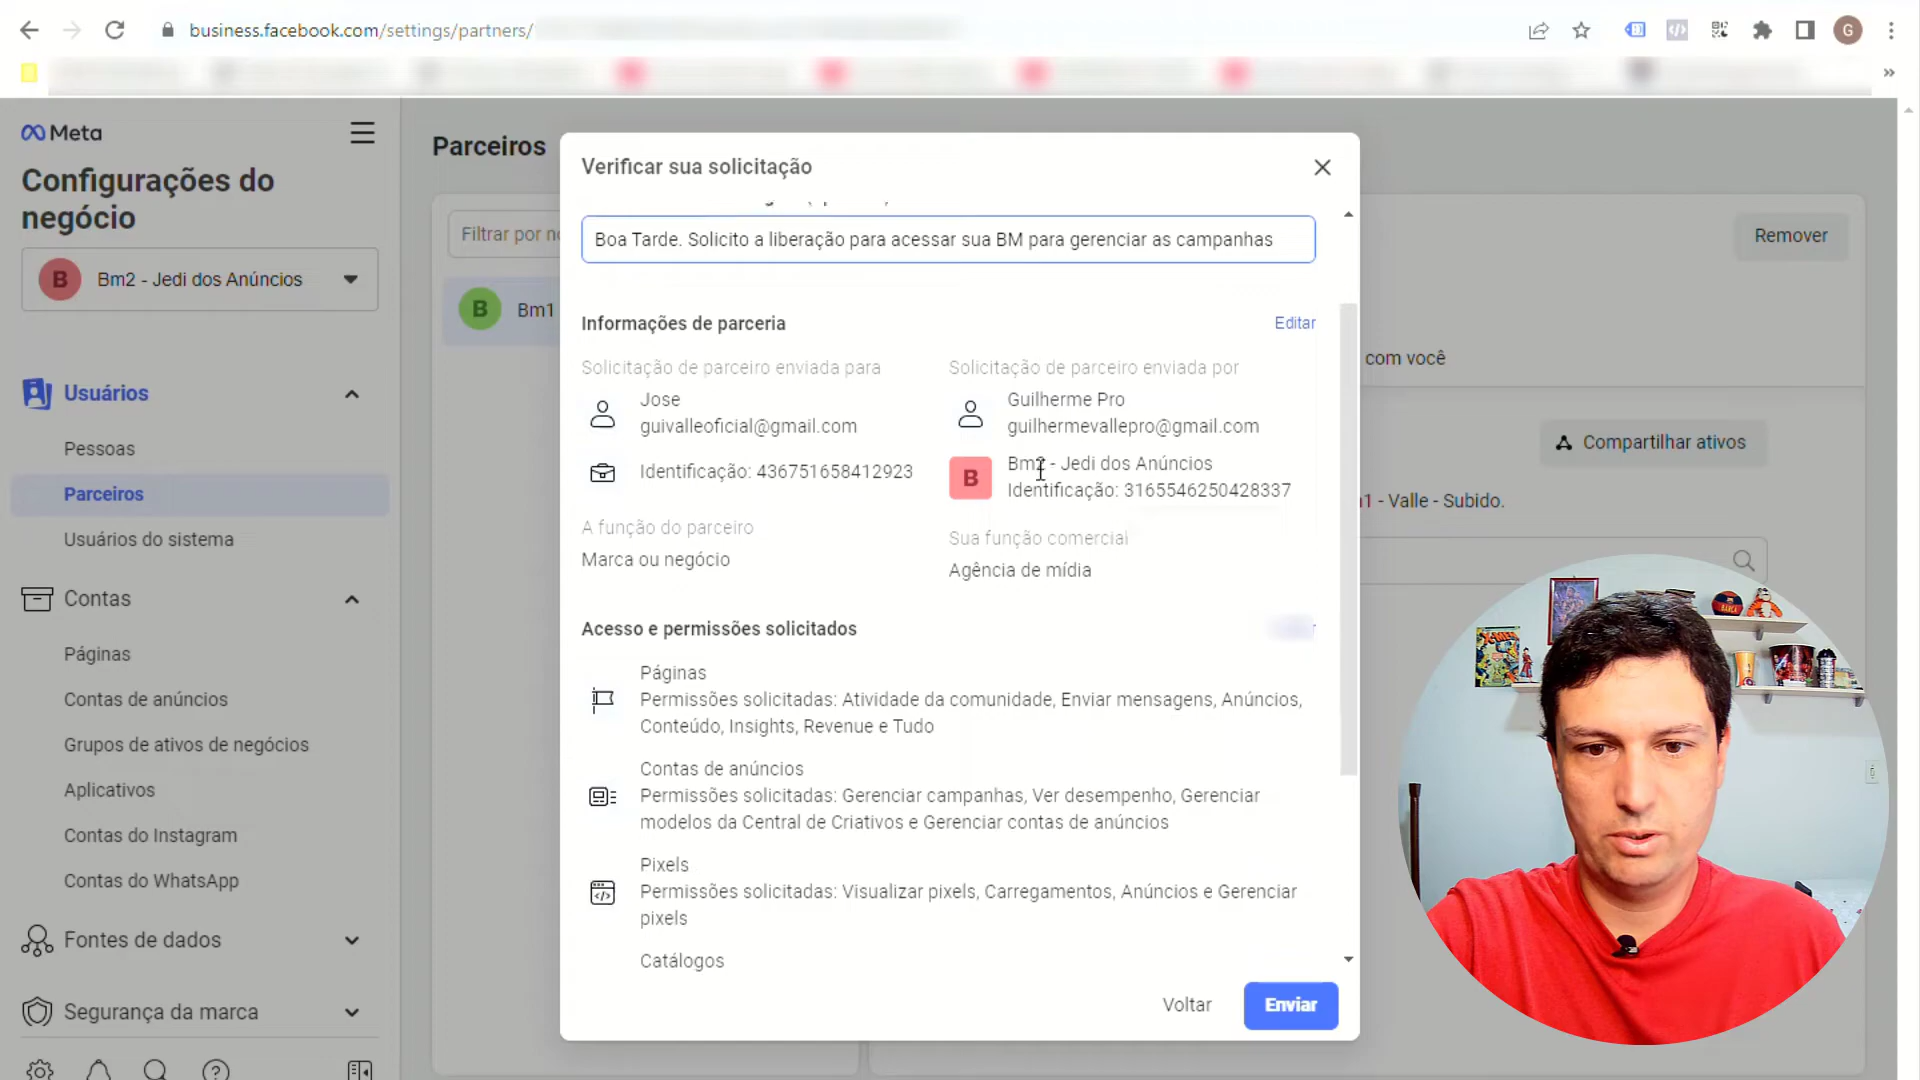 business.facebook.com/settings/partners/
G
Meta
Configurações do
negócio
B
Bm2 - Jedi dos Anúncios
Usuários
Pessoas
Parceiros
Usuários do sistema
Contas
Páginas
Contas de anúncios
Grupos de ativos de negócios
Aplicativos
Contas do Instagram
Contas do WhatsApp
Fontes de dados
Segurança da marca
Parceiros
Filtrar por
B
Bm1
Remover
com você
Compartilhar ativos
- Valle - Subido.
Verificar sua solicitação
Boa Tarde. Solicito a liberação para acessar sua BM para gerenciar as campanhas
Informações de parceria
Editar
Solicitação de parceiro enviada para
Jose
guivalleoficial@gmail.com
Identificação: 436751658412923
A função do parceiro
Marca ou negócio
Solicitação de parceiro enviada por
Guilherme Pro
guilhermevallepro@gmail.com
B
Bm2 - Jedi dos Anúncios
Identificação: 3165546250428337
Sua função comercial
Agência de mídia
Acesso e permissões solicitados
Páginas
Permissões solicitadas: Atividade da comunidade, Enviar mensagens, Anúncios,
Conteúdo, Insights, Revenue e Tudo
Contas de anúncios
Permissões solicitadas: Gerenciar campanhas, Ver desempenho, Gerenciar
modelos da Central de Criativos e Gerenciar contas de anúncios
Pixels
Permissões solicitadas: Visualizar pixels, Carregamentos, Anúncios e Gerenciar
pixels
Catálogos
Voltar
Enviar